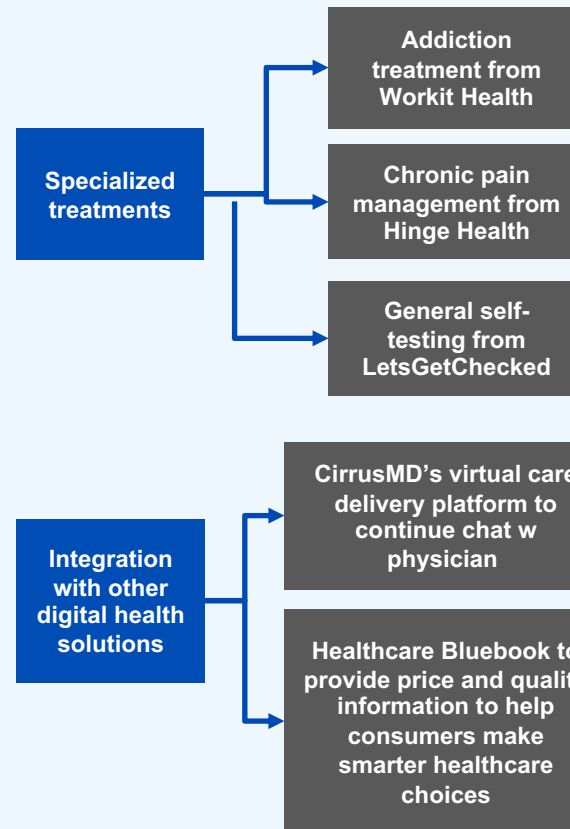 Addiction
treatment from
Workit Health
Specialized
treatments
Chronic pain
management from
Hinge Health
General self-
testing from
LetsGetChecked
CirrusMD’s virtual care
delivery platform to
continue chat w
physician
Integration
with other
digital health
solutions
Healthcare Bluebook to
provide price and quality
information to help
consumers make
smarter healthcare
choices